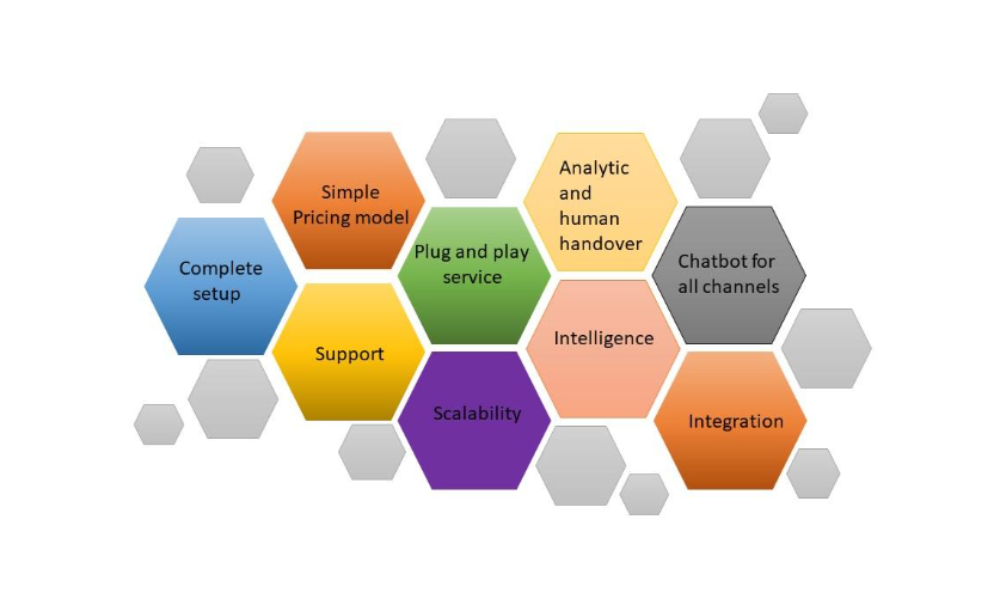 Simple
Pricing model
Analytic
and
human
handover
Complete
setup
Plug and play
service
Chatbot for
all channels
Support
Intelligence
Scalability
Integration